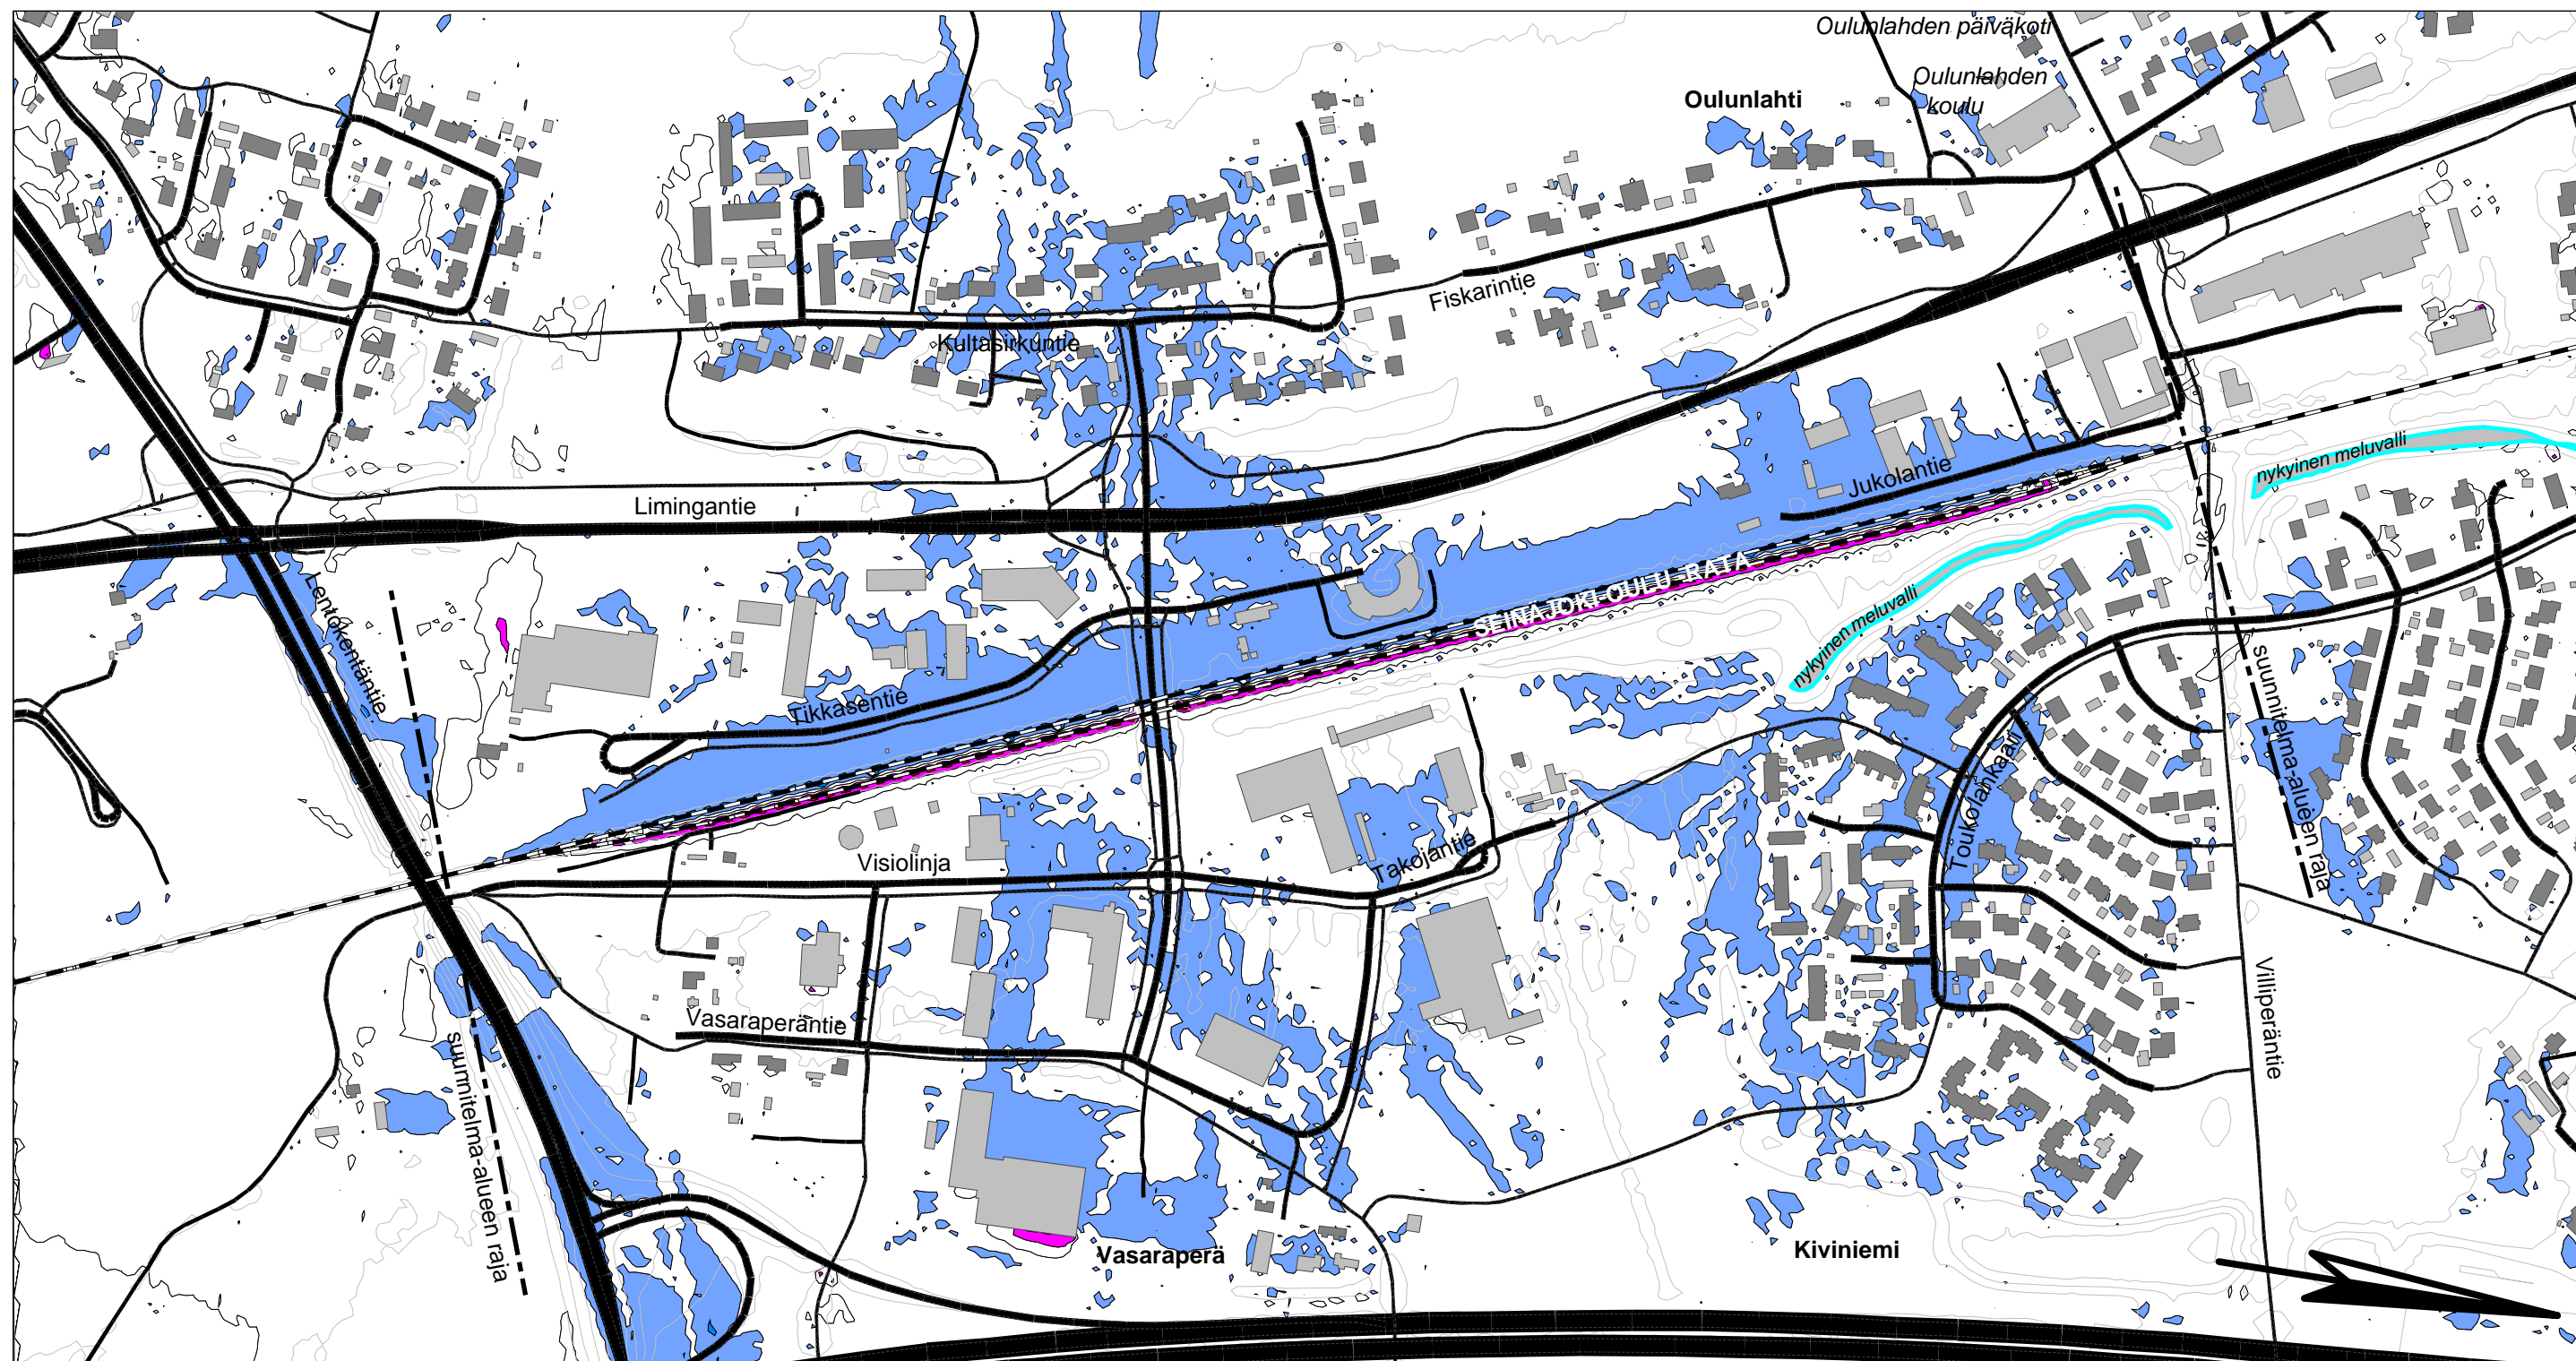 Oulunlahden päiväkoti
Oulunlahden
koulu
Oulunlahti
Fiskarintie
Kultasirkuntie
Limingantie
Jukolantie
nykyinen meluvalli
nykyinen meluvalli
SEINÄJOKI-OULU -RATA
Lentokentäntie
Tikkasentie
suunnitelma-alueen raja
Toukolankaari
Visiolinja
Takojantie
Vasaraperäntie
suunnitelma-alueen raja
Villiperäntie
Vasaraperä
Kiviniemi